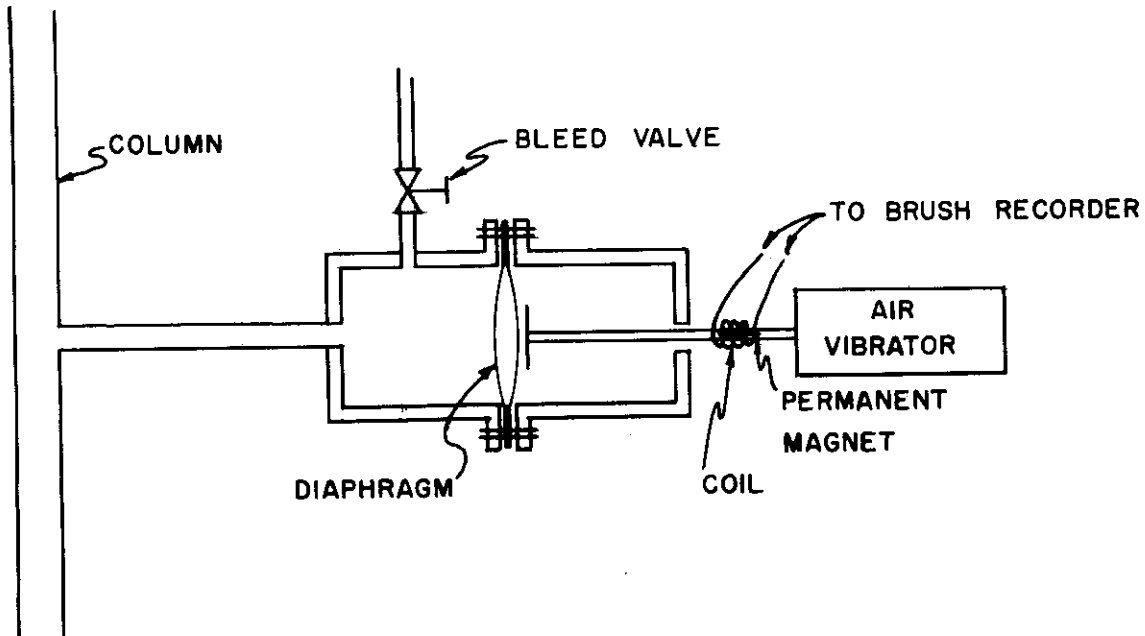 COLUMN
BLEED VALVE
TO BRUSH RECORDER
AIR
VIBRATOR
PERMANENT
MAGNET
DIAPHRAGM
COIL